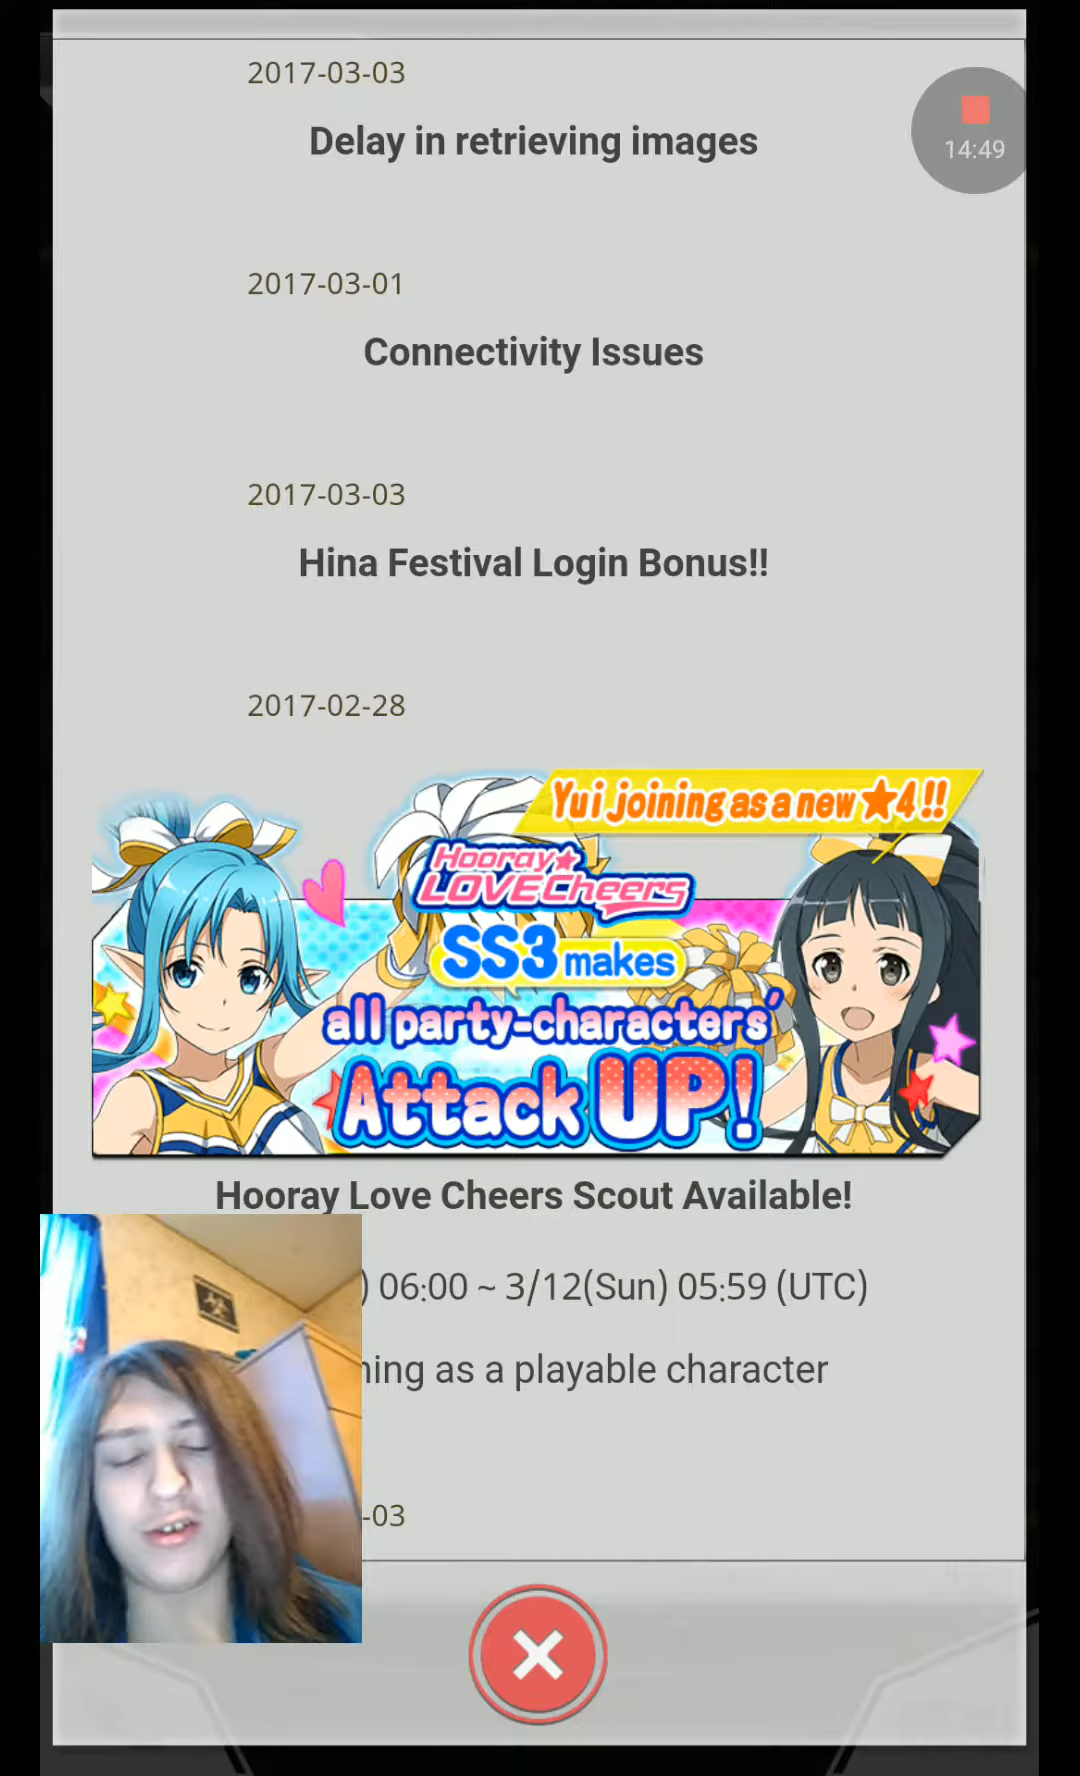 2017-03-03
14:49
Delay in retrieving images
2017-03-01
Connectivity Issues
2017-03-03
Hina Festival Login Bonus!!
2017-02-28
Yui joining as a new ★4!!
Hooray★
LOVE Cheers
SS3 makes
all party-characters'
Attack UP!
Hooray Love Cheers Scout Available!
) 06:00 ~ 3/12(Sun) 05:59 (UTC)
as a playable character
-03